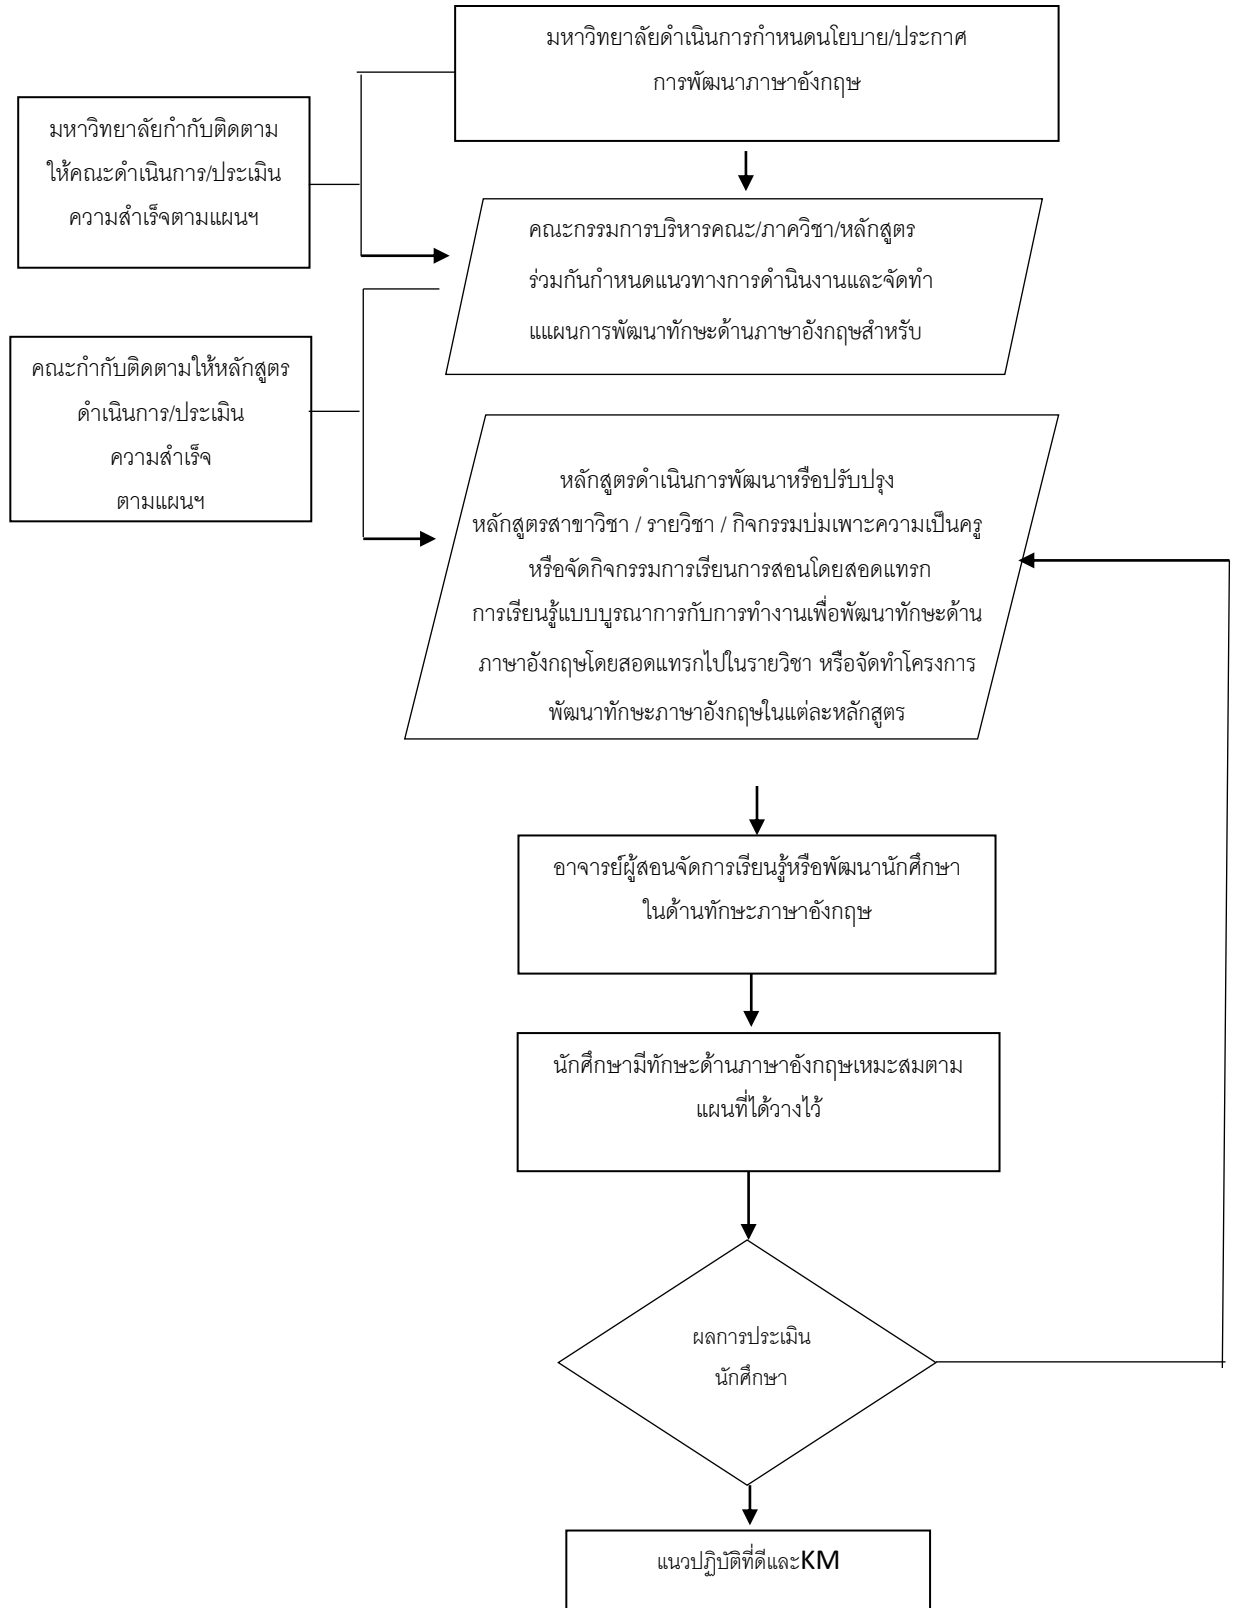 มหาวิทยาลัยดำเนินการกำหนดนโยบาย/ประกาศ
การพัฒนาภาษาอังกฤษ
มหาวิทยาลัยกำกับติดตาม
ให้คณะดำเนินการ/ประเมิน
ความสำเร็จตามแผนฯ
คณะกรรมการบริหารคณะ/ภาควิชา/หลักสูตร
ร่วมกันกำหนดแนวทางการดำนินงานและจัดทำ
แแผนการพัฒนาทักษะด้านภาษาอังกฤษสำหรับ
คณะกำกับติดตามให้หลักสูตร
ดำเนินการ/ประเมิน
ความสำเร็จ
ตามแผนฯ
หลักสูตรดำเนินการพัฒนาหรือปรับปรุง
หลักสูตรสาขาวิชา / รายวิชา / กิจกรรมบ่มเพาะความเป็นครู
หรือจัดกิจกรรมการเรียนการสอนโดยสอดแทรก
การเรียนรู้แบบบูรณาการกับการทำงานเพื่อพัฒนาทักษะด้าน
ภาษาอังกฤษโดยสอดแทรกไปในรายวิชา หรือจัดทำโครงการ
พัฒนาทักษะภาษาอังกฤษในแต่ละหลักสูตร
อาจารย์ผู้สอนจัดการเรียนรู้หรือพัฒนานักศึกษา
ในด้านทักษะภาษาอังกฤษ
นักศึกษามีทักษะด้านภาษาอังกฤษเหมะสมตาม
แผนที่ได้วางไว้
ผลการประเมิน
นักศึกษา
แนวปฏิบัติที่ดีและKM